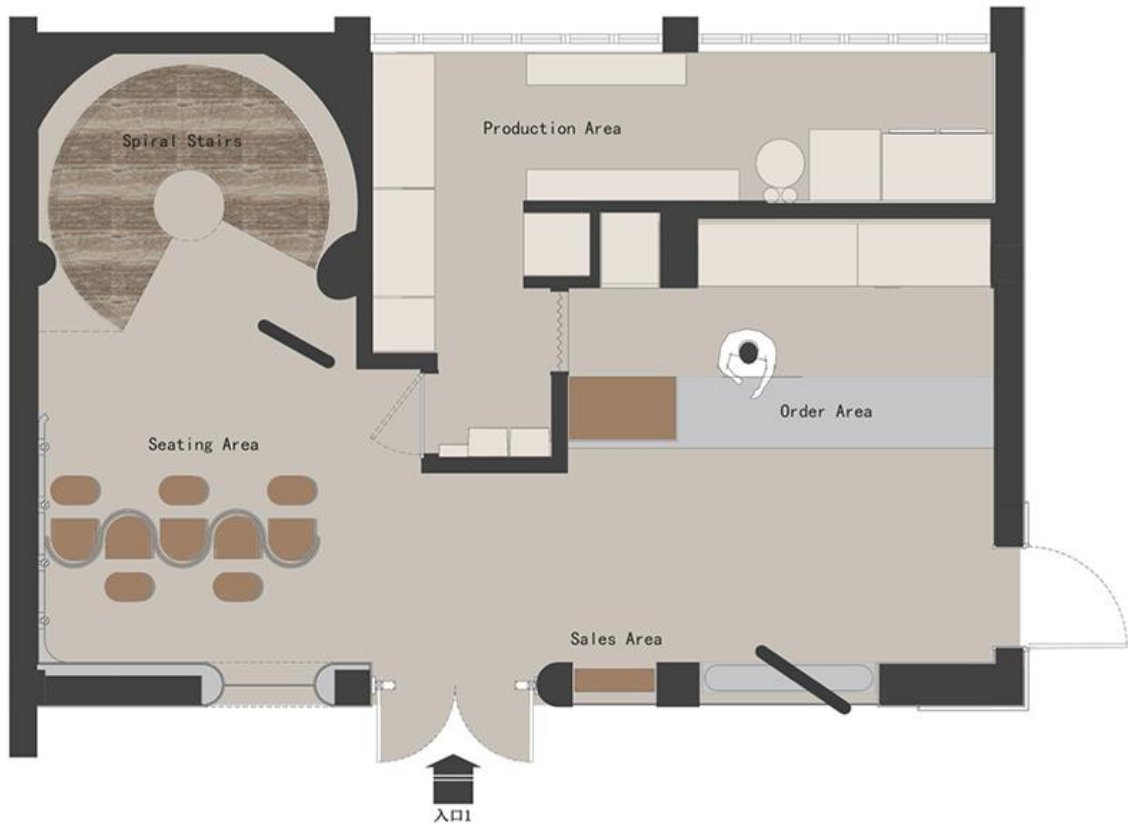 Production Area
Spiral Stairs
Order Area
Seating Area
Sales Area
入口1